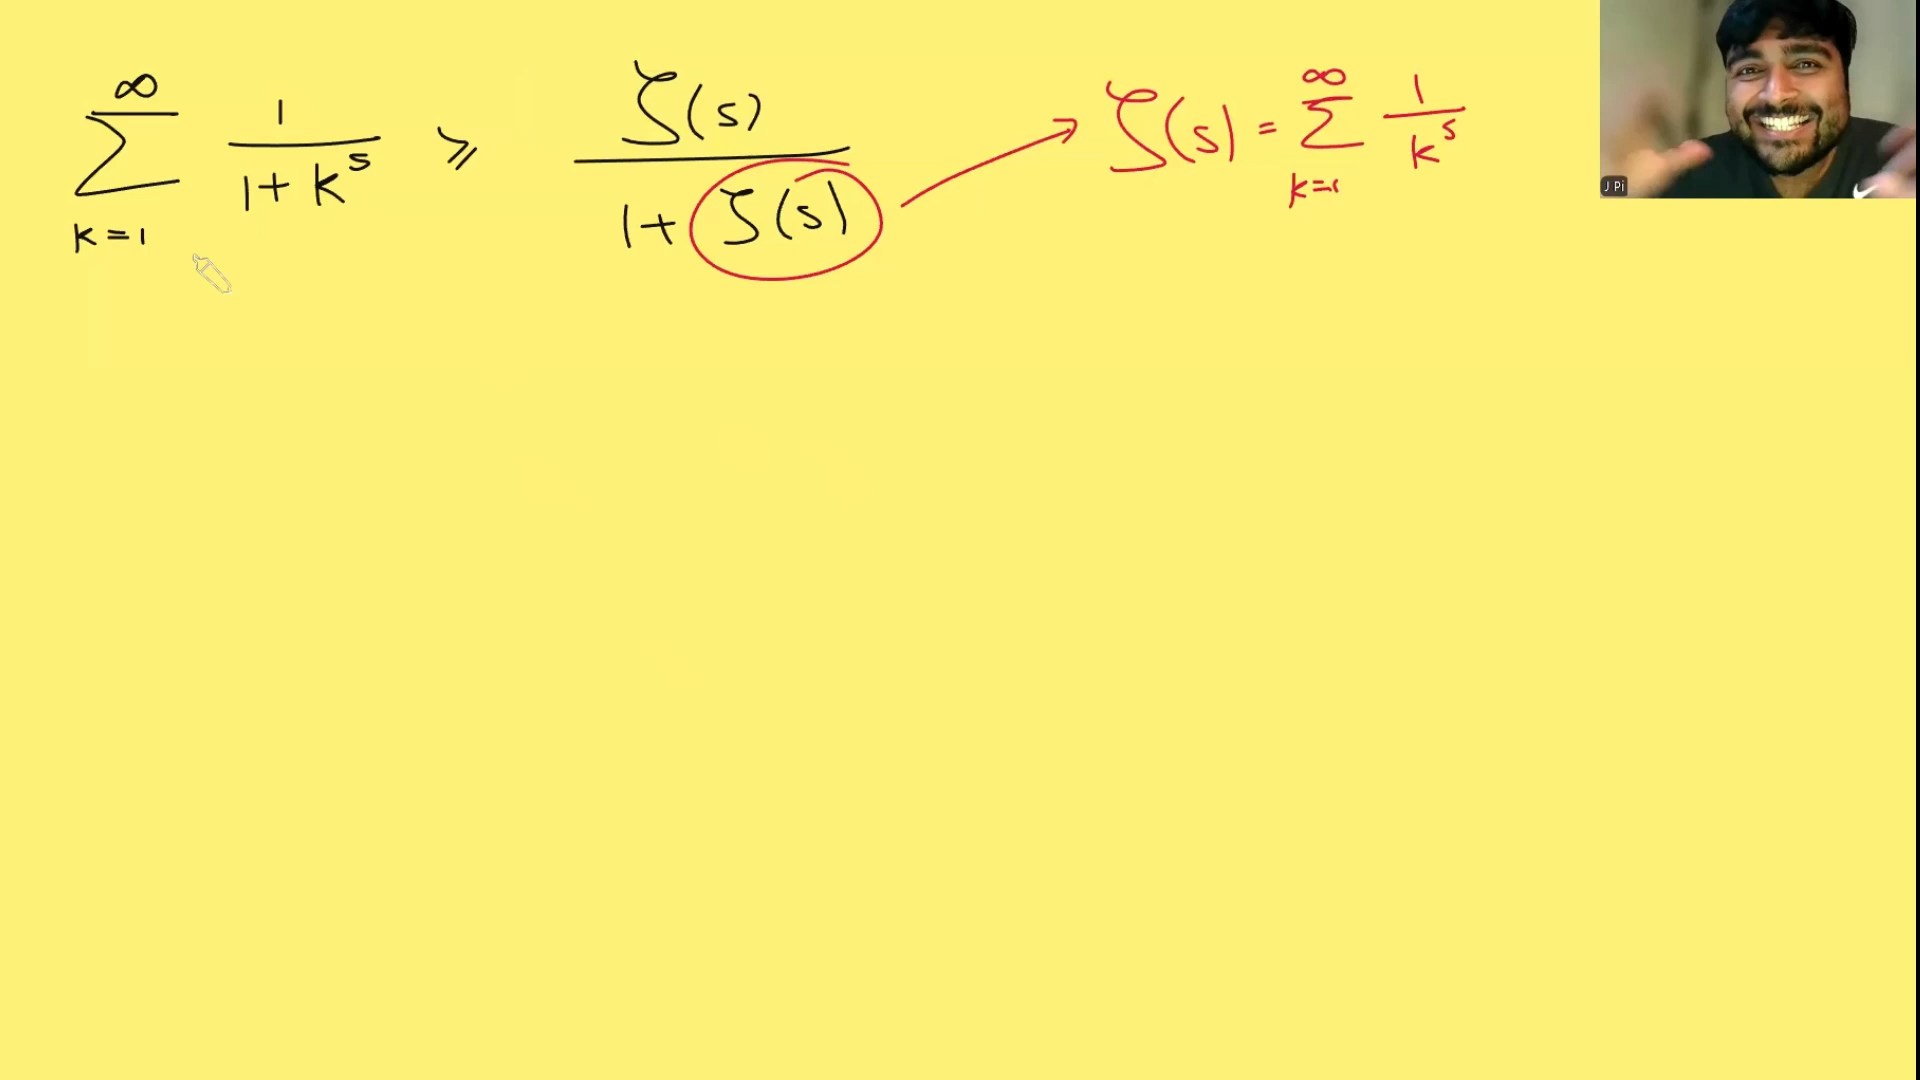 ∞
∑ 1/(1+k^s) ⩾ ζ(s)/(1+ζ(s)) → ζ(s) = ∑_{k=1}^{∞} 1/k^s
k=1
J Pi